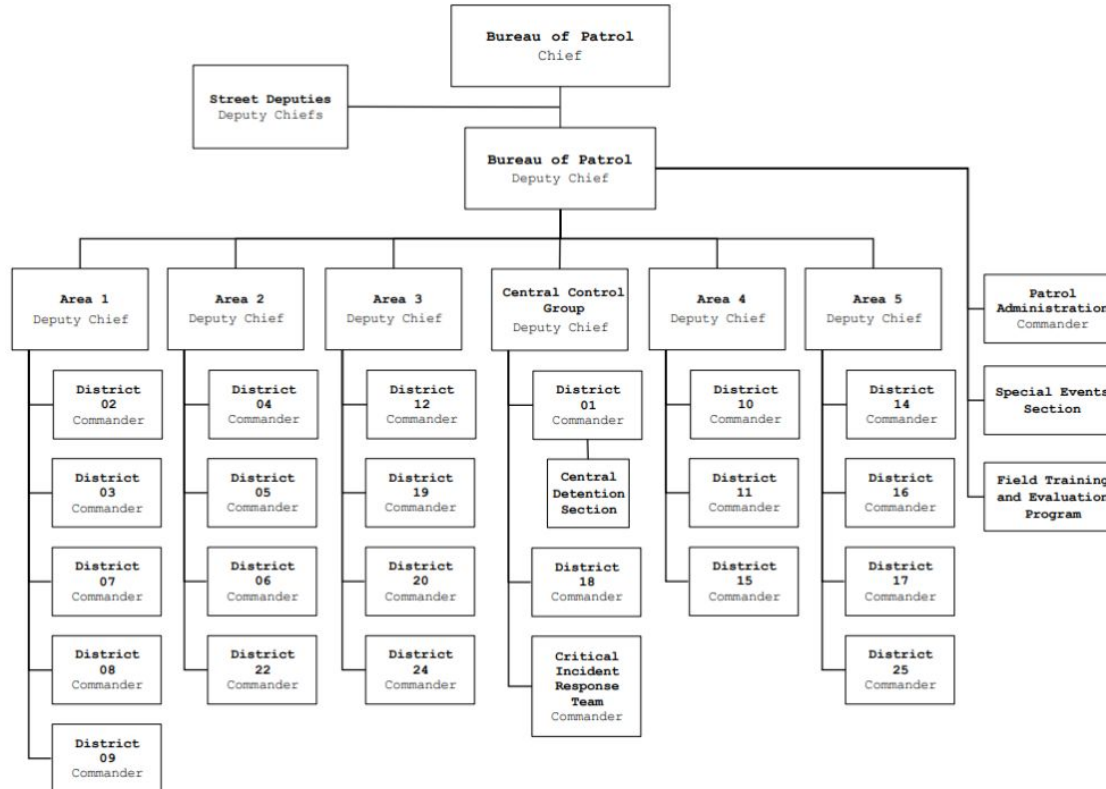 Bureau of Patrol
Chief
Street Deputies
Deputy Chiefs
Bureau of Patrol
Deputy Chief
Area 1
Deputy Chief
Area 2
Deputy Chief
Area 3
Deputy Chief
Central Control
Group
Deputy Chief
Area 4
Deputy Chief
Area 5
Deputy Chief
Patrol
Administration
Commander
Special Events
Section
Field Training
and Evaluation
Program
District
02
Commander
District
03
Commander
District
07
Commander
District
08
Commander
District
09
Commander
District
04
Commander
District
05
Commander
District
06
Commander
District
22
Commander
District
12
Commander
District
19
Commander
District
20
Commander
District
24
Commander
District
01
Commander
Central
Detention
Section
District
18
Commander
Critical
Incident
Response
Team
Commander
District
10
Commander
District
11
Commander
District
15
Commander
District
14
Commander
District
16
Commander
District
17
Commander
District
25
Commander